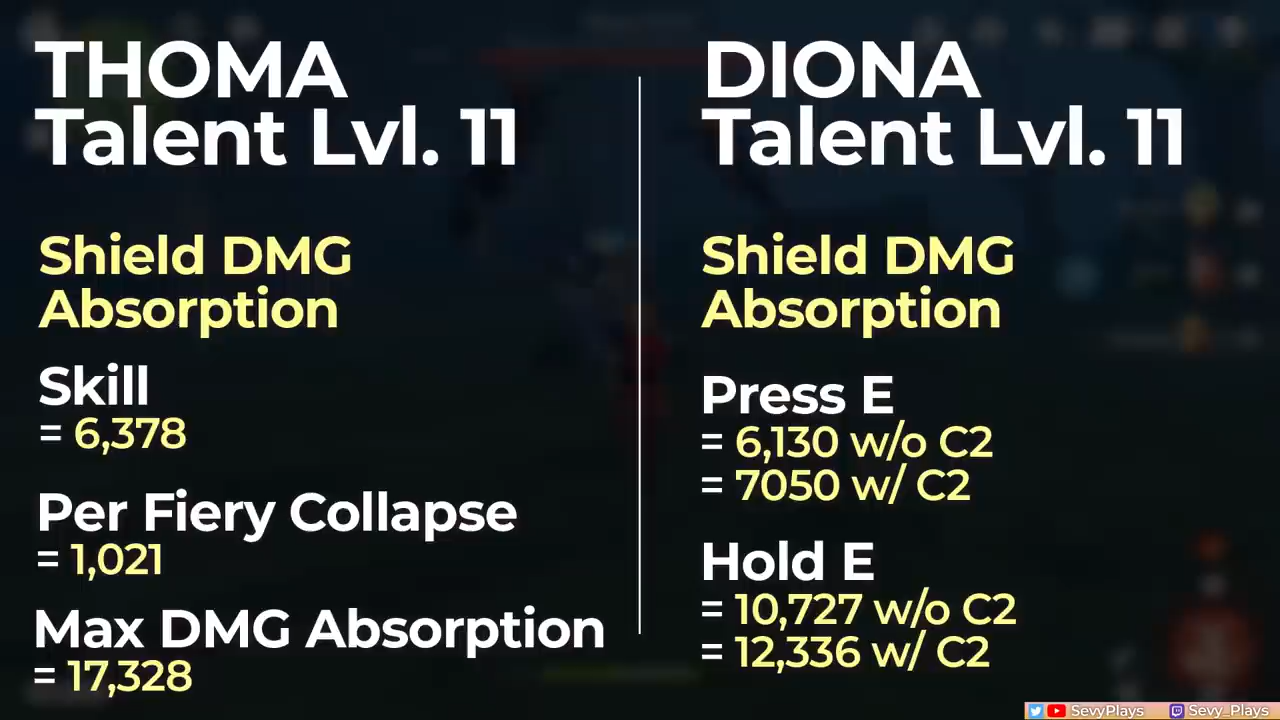 THOMA
Talent Lvl. 11
Shield DMG
Absorption
Skill
= 6,378
Per Fiery Collapse
= 1,021
Max DMG Absorption
= 17,328
DIONA
Talent Lvl. 11
Shield DMG
Absorption
Press E
= 6,130 w/o C2
= 7050 w/ C2
Hold E
= 10,727 w/o C2
= 12,336 w/ C2
SevyPlays
Sevy_Plays